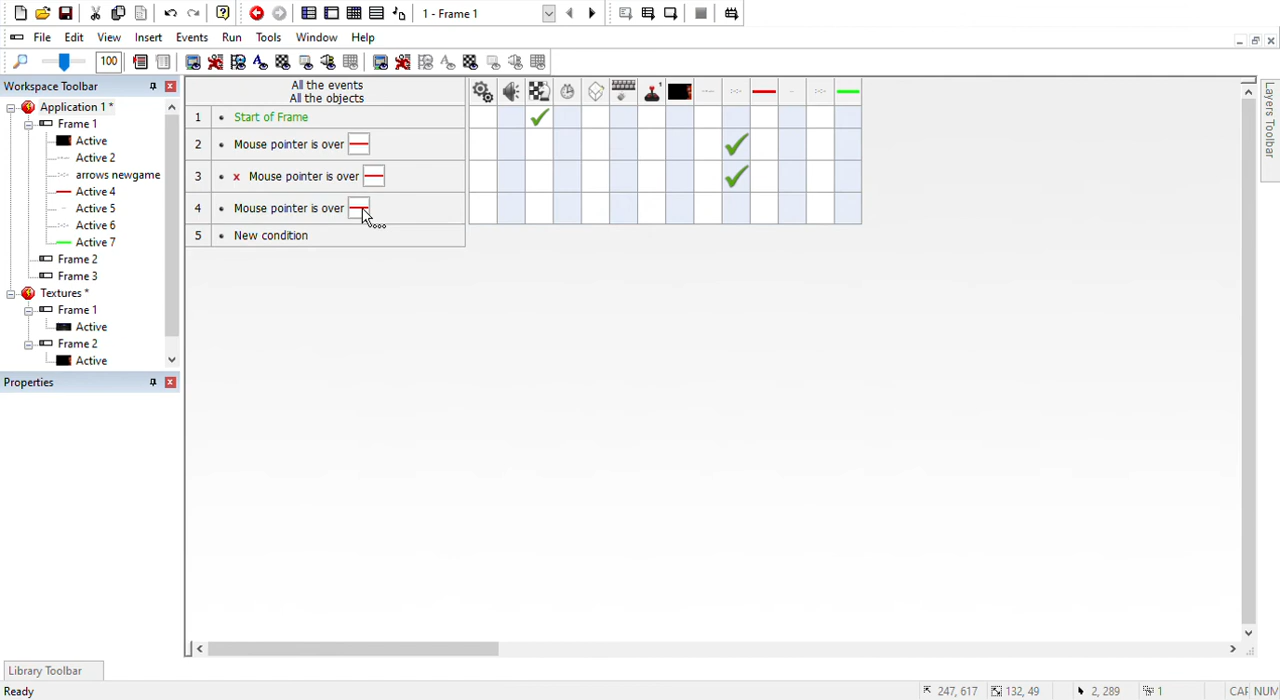 1 - Frame 1
File Edit View Insert Events Run Tools Window Help
100
Workspace Toolbar
Application 1 *
Frame 1
Active
Active 2
arrows newgame
Active 4
Active 5
Active 6
Active 7
Frame 2
Frame 3
Textures *
Frame 1
Active
Frame 2
Active
Properties
Library Toolbar
All the events
All the objects
1 • Start of Frame
2 • Mouse pointer is over
3 • x Mouse pointer is over
4 • Mouse pointer is over
5 • New condition
Layers Toolbar
Ready 247, 617 132, 49 2, 289 1 CAP NUM